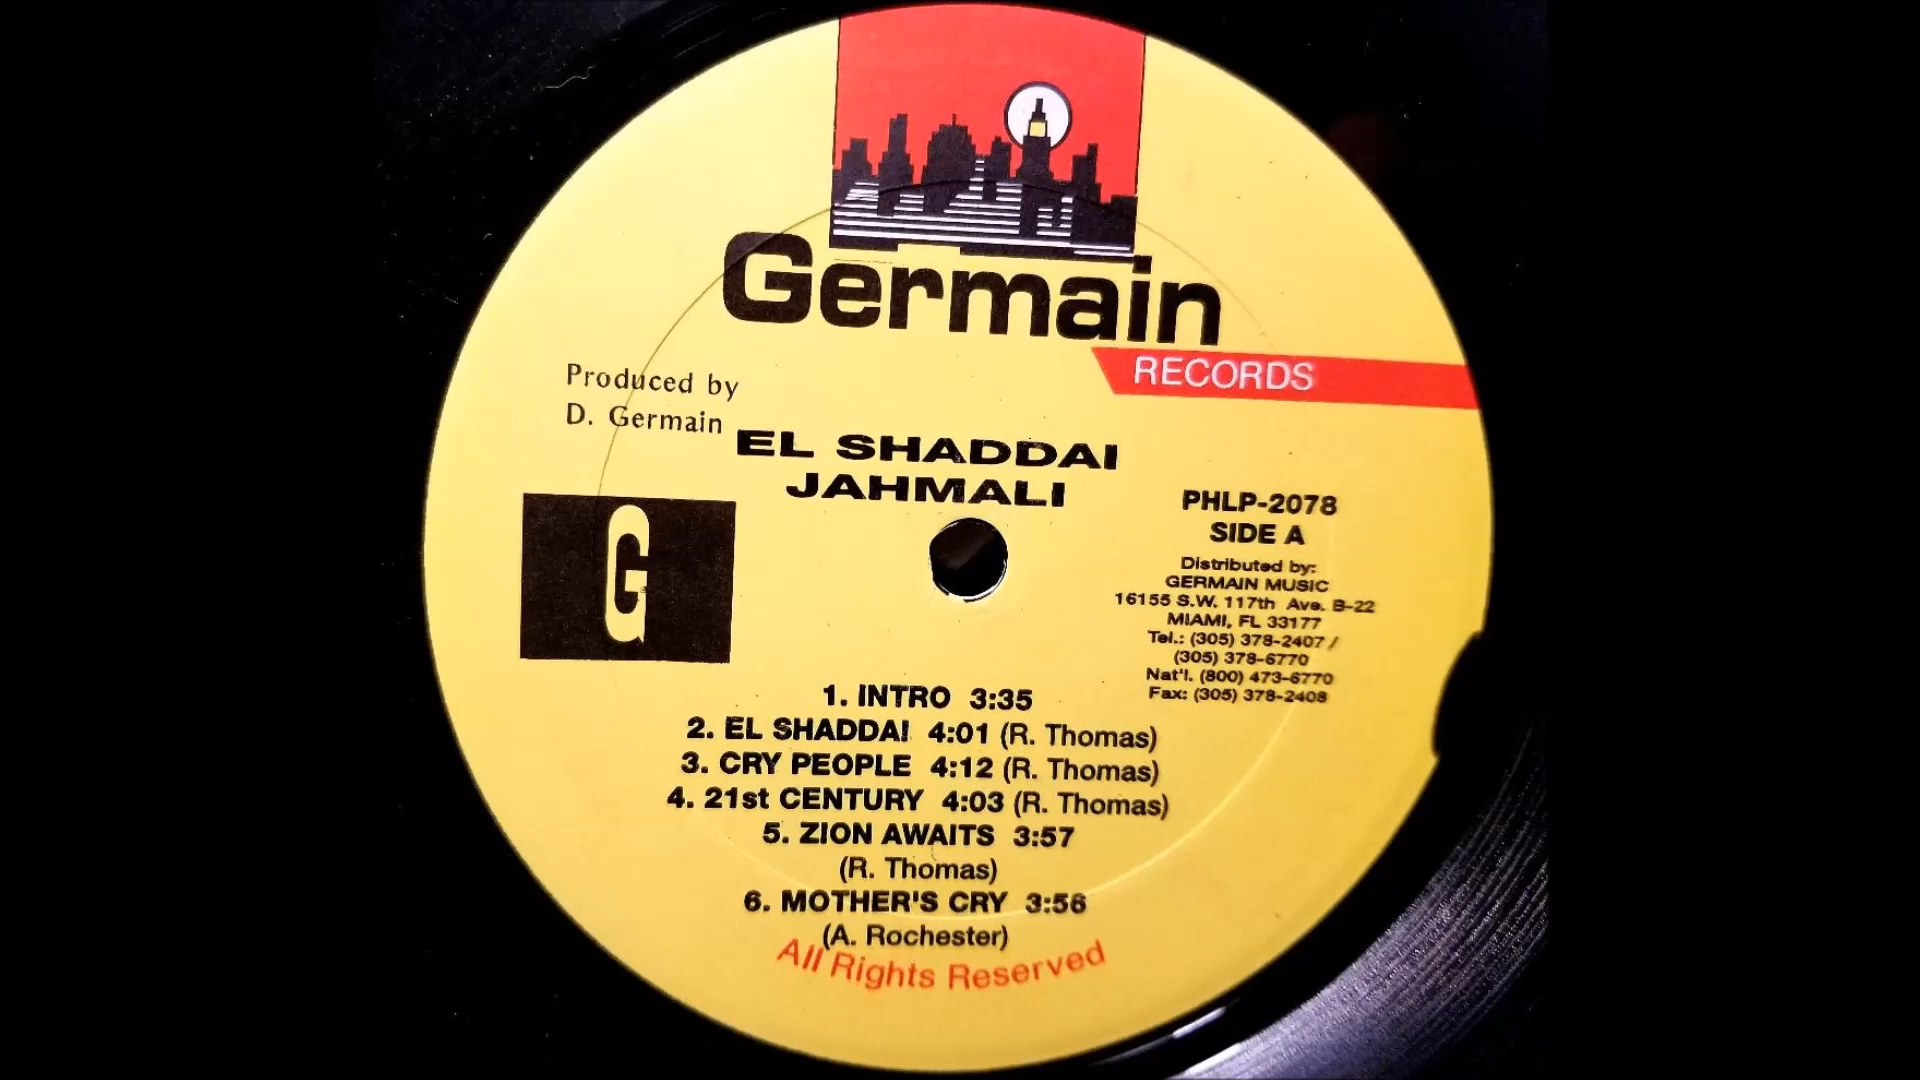 Germain
RECORDS
Produced by
D. Germain
EL SHADDAI
JAHMALI
G
PHLP-2078
SIDE A
Distributed by:
GERMAIN MUSIC
16155 S.W. 117th Ave. B-22
MIAMI, FL 33177
Tel.: (305) 378-2407 /
(305) 378-6770
Nat'l. (800) 473-6770
Fax: (305) 378-2408
1. INTRO 3:35
2. EL SHADDAI 4:01 (R. Thomas)
3. CRY PEOPLE 4:12 (R. Thomas)
4. 21st CENTURY 4:03 (R. Thomas)
5. ZION AWAITS 3:57
(R. Thomas)
6. MOTHER'S CRY 3:56
(A. Rochester)
All Rights Reserved